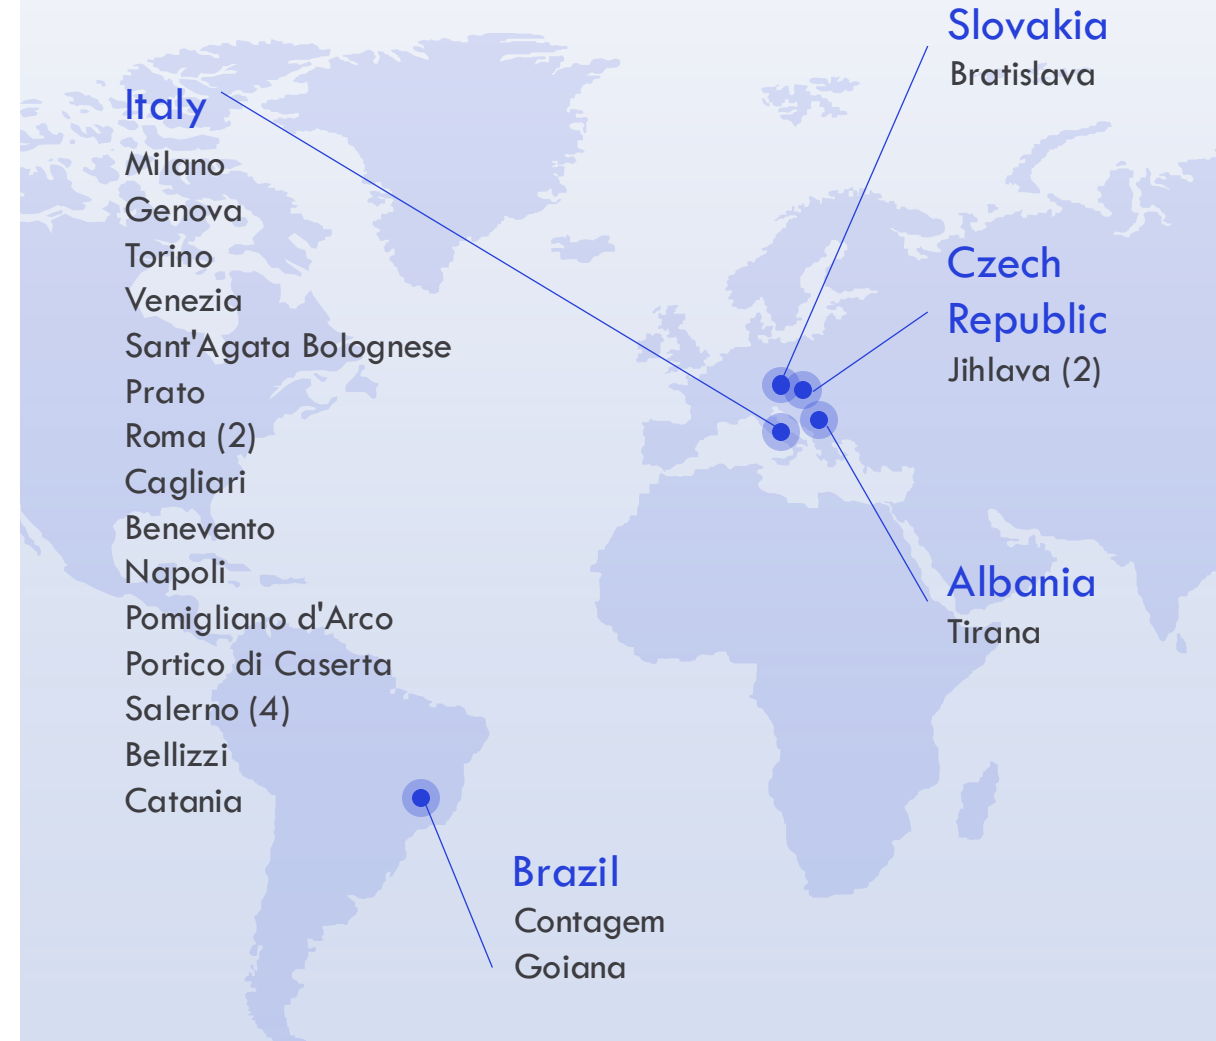 Italy
Milano
Genova
Torino
Venezia
Sant'Agata Bolognese
Prato
Roma (2)
Cagliari
Benevento
Napoli
Pomigliano d'Arco
Portico di Caserta
Salerno (4)
Bellizzi
Catania
Slovakia
Bratislava
Czech
Republic
Jihlava (2)
Albania
Tirana
Brazil
Contagem
Goiana